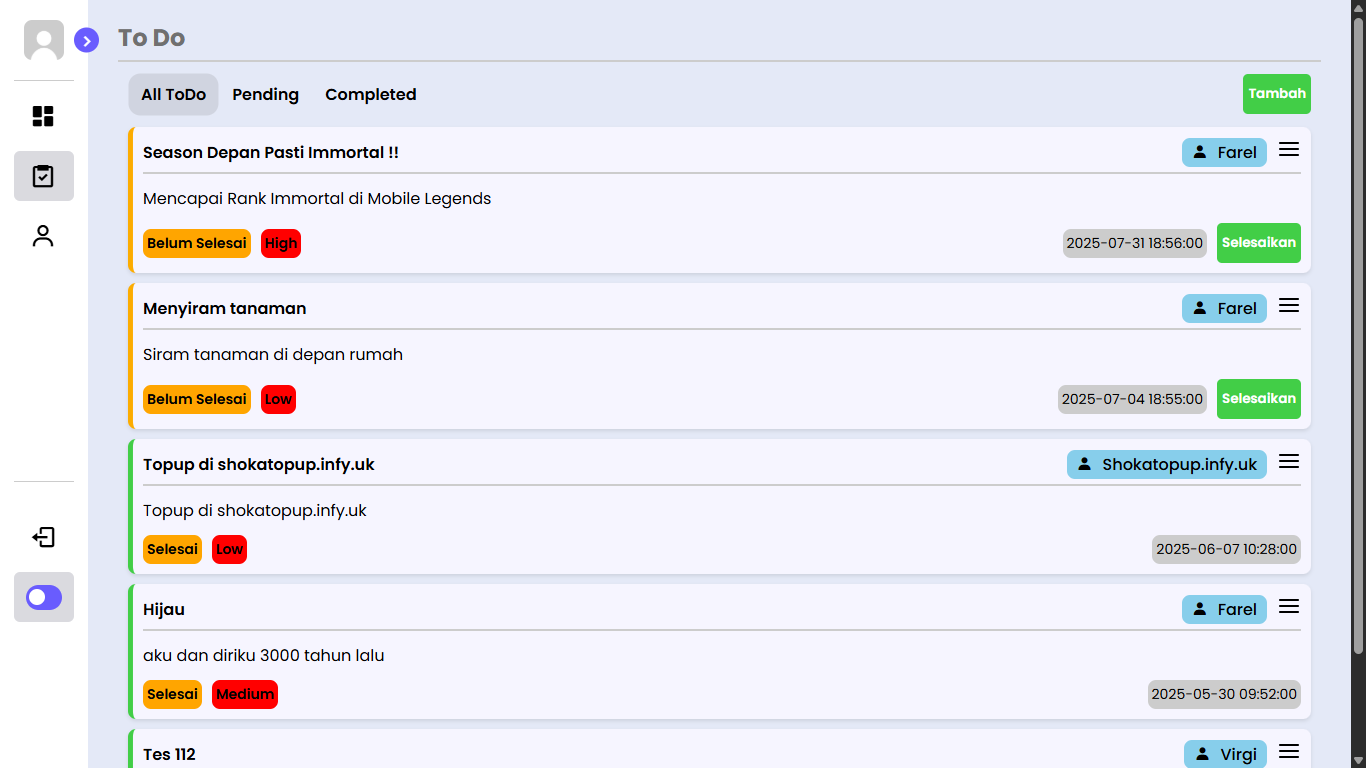 To Do
All ToDo Pending Completed Tambah
Season Depan Pasti Immortal !! Farel
Mencapai Rank Immortal di Mobile Legends
Belum Selesai High 2025-07-31 18:56:00 Selesaikan
Menyiram tanaman Farel
Siram tanaman di depan rumah
Belum Selesai Low 2025-07-04 18:55:00 Selesaikan
Topup di shokatopup.infy.uk Shokatopup.infy.uk
Topup di shokatopup.infy.uk
Selesai Low 2025-06-07 10:28:00
Hijau Farel
aku dan diriku 3000 tahun lalu
Selesai Medium 2025-05-30 09:52:00
Tes 112 Virgi